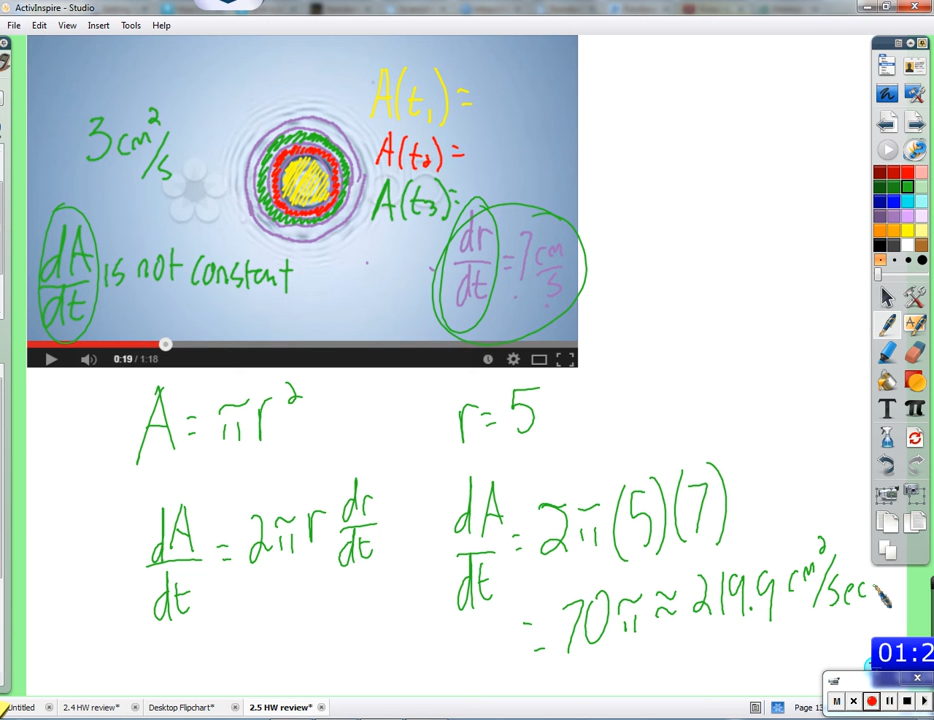 ActivInspire - Studio
File Edit View Insert Tools Help
3 cm²/s
A(t₁) =
A(t₂) =
A(t₃) =
dA/dt is not constant
dr/dt = 7 cm/s
0:19 / 1:18
A = πr²
r = 5
dA/dt = 2πr dr/dt
dA/dt = 2π(5)(7)
= 70π ≈ 219.9 cm²/sec
01:2
M
Untitled 2.4 HW review* Desktop Flipchart* 2.5 HW review* Page 13